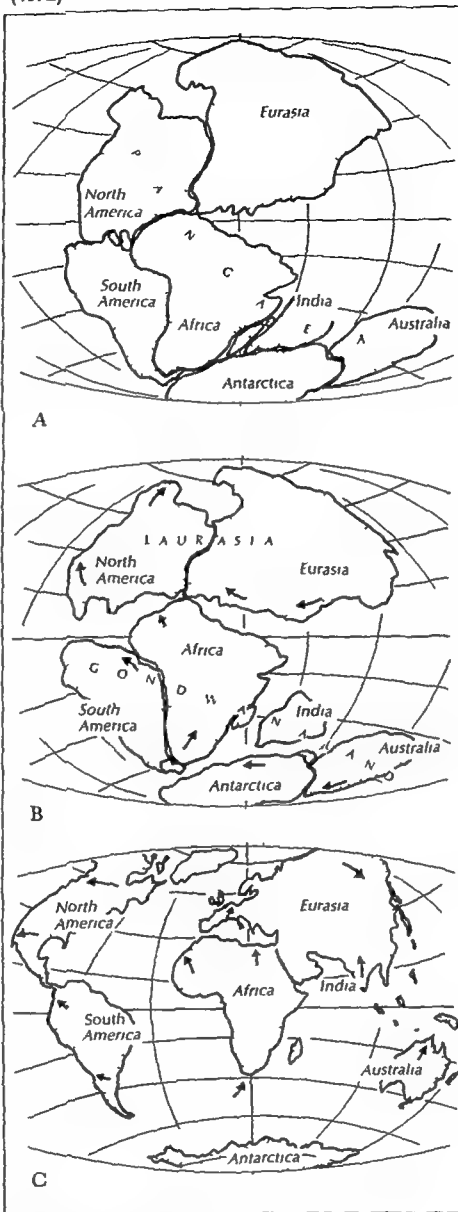 Eurasia
North
America
P A N G A E A
South
America
Africa
India
Australia
Antarctica
A
LAURASIA
North
America
Eurasia
Africa
GONDWANALAND
South
America
India
Australia
Antarctica
B
North
America
Eurasia
Africa
India
South
America
Australia
Antarctica
C